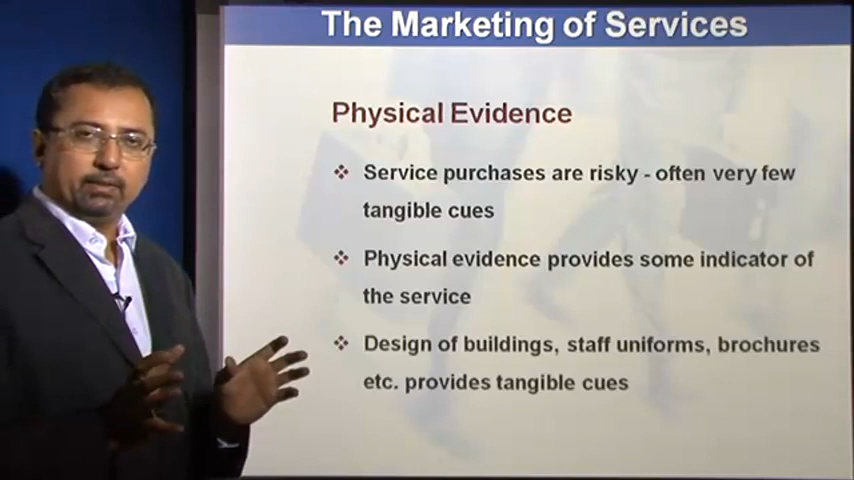 The Marketing of Services
Physical Evidence
❖ Service purchases are risky - often very few
tangible cues
❖ Physical evidence provides some indicator of
the service
❖ Design of buildings, staff uniforms, brochures
etc. provides tangible cues